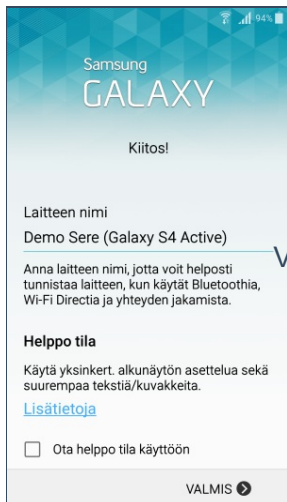 94%
Samsung
GALAXY
Kiitos!
Laitteen nimi
Demo Sere (Galaxy S4 Active)
V
Anna laitteen nimi, jotta voit helposti
tunnistaa laitteen, kun käytät Bluetoothia,
Wi-Fi Directia ja yhteyden jakamista.
Helppo tila
Käytä yksinkert. alkunäytön asettelua sekä
suurempaa tekstiä/kuvakkeita.
Lisätietoja
Ota helppo tila käyttöön
VALMIS